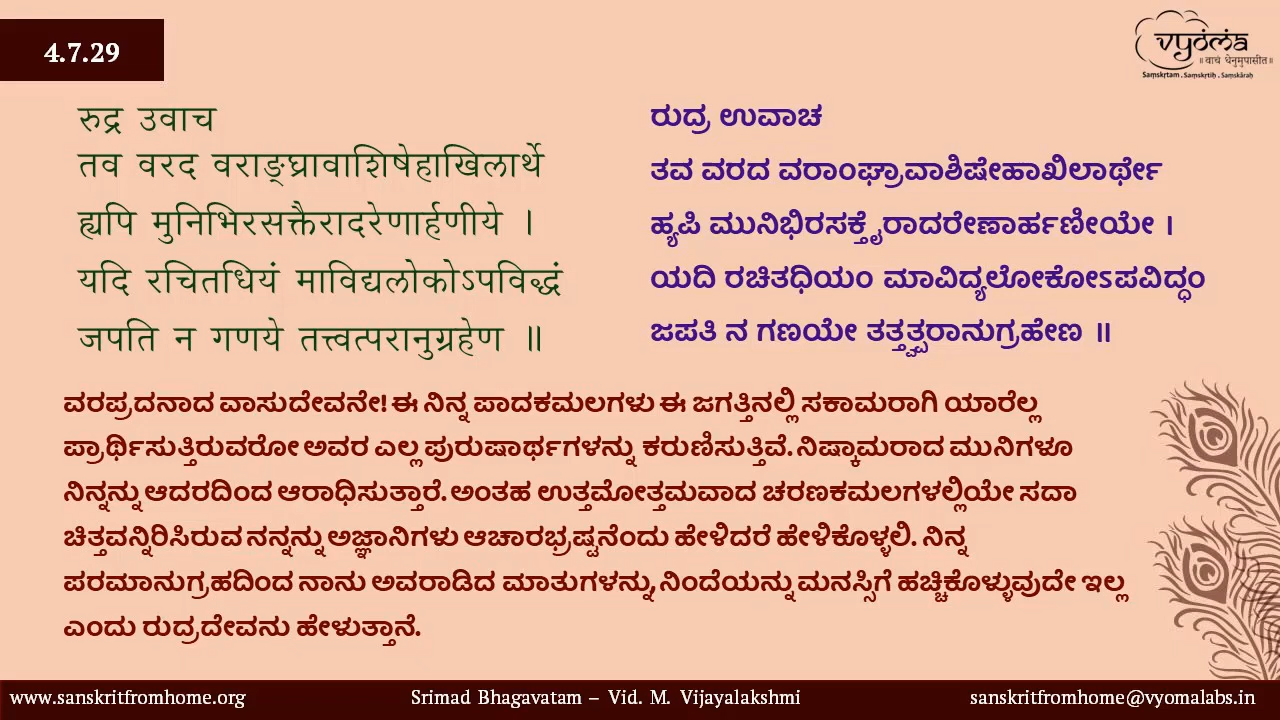 4.7.29
vyoma
॥ वाचं धेनुमुपासीत॥
Saṃskṛtam . Saṃskṛtiḥ . Saṃskāraḥ
रुद्र उवाच
तव वरद वराङ्घ्रावाशिषेहाखिलार्थे
ह्यपि मुनिभिरसक्तैरादरेणार्हणीये ।
यदि रचितधियं माविद्यलोकोऽपविद्धं
जपति न गणये तत्त्वत्परानुग्रहेण ॥
ರುದ್ರ ಉವಾಚ
ತವ ವರದ ವರಾಂಘ್ರಾವಾಶಿಷೇಹಾಖಿಲಾರ್ಥೇ
ಹ್ಯಪಿ ಮುನಿಭಿರಸಕ್ತೈರಾದರೇಣಾರ್ಹಣೀಯೇ ।
ಯದಿ ರಚಿತಧಿಯಂ ಮಾವಿದ್ಯಲೋಕೋಽಪವಿದ್ಧಂ
ಜಪತಿ ನ ಗಣಯೇ ತತ್ತ್ವತ್ಪರಾನುಗ್ರಹೇಣ ॥
ವರಪ್ರದನಾದ ವಾಸುದೇವನೇ! ಈ ನಿನ್ನ ಪಾದಕಮಲಗಳು ಈ ಜಗತ್ತಿನಲ್ಲಿ ಸಕಾಮರಾಗಿ ಯಾರೆಲ್ಲ
ಪ್ರಾರ್ಥಿಸುತ್ತಿರುವರೋ ಅವರ ಎಲ್ಲ ಪುರುಷಾರ್ಥಗಳನ್ನು ಕರುಣಿಸುತ್ತಿವೆ. ನಿಷ್ಕಾಮರಾದ ಮುನಿಗಳೂ
ನಿನ್ನನ್ನು ಆದರದಿಂದ ಆರಾಧಿಸುತ್ತಾರೆ. ಅಂತಹ ಉತ್ತಮೋತ್ತಮವಾದ ಚರಣಕಮಲಗಳಲ್ಲಿಯೇ ಸದಾ
ಚಿತ್ತವನ್ನಿರಿಸಿರುವ ನನ್ನನ್ನು ಅಜ್ಞಾನಿಗಳು ಆಚಾರಭ್ರಷ್ಟನೆಂದು ಹೇಳಿದರೆ ಹೇಳಿಕೊಳ್ಳಲಿ. ನಿನ್ನ
ಪರಮಾನುಗ್ರಹದಿಂದ ನಾನು ಅವರಾಡಿದ ಮಾತುಗಳನ್ನು, ನಿಂದೆಯನ್ನು ಮನಸ್ಸಿಗೆ ಹಚ್ಚಿಕೊಳ್ಳುವುದೇ ಇಲ್ಲ
ಎಂದು ರುದ್ರದೇವನು ಹೇಳುತ್ತಾನೆ.
www.sanskritfromhome.org
Srimad Bhagavatam – Vid. M. Vijayalakshmi
sanskritfromhome@vyomalabs.in